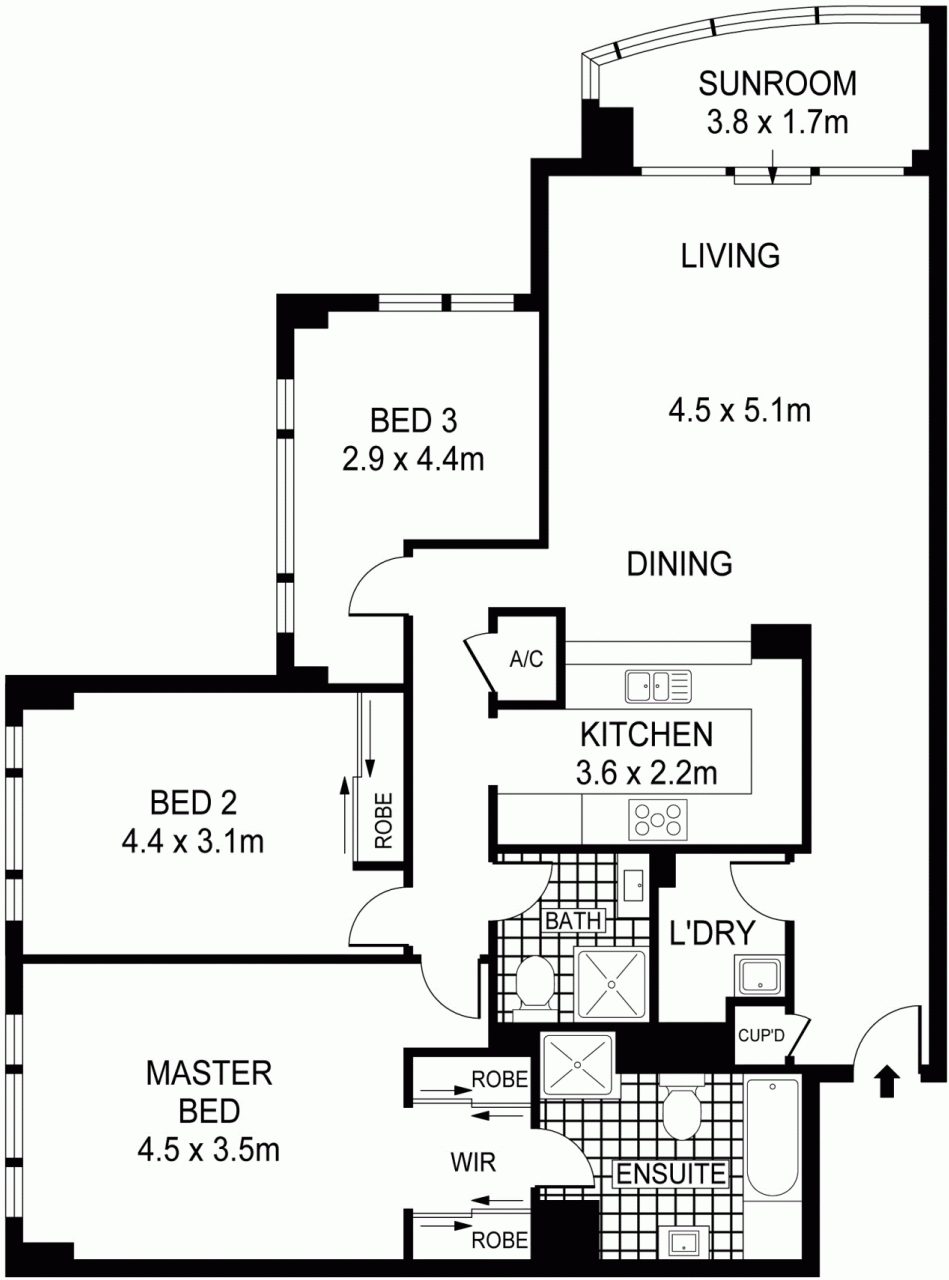 SUNROOM
3.8 x 1.7m
LIVING
4.5 x 5.1m
BED 3
2.9 x 4.4m
DINING
A/C
KITCHEN
3.6 x 2.2m
BED 2
4.4 x 3.1m
ROBE
BATH
L'DRY
CUP'D
MASTER
BED
4.5 x 3.5m
ROBE
WIR
ENSUITE
ROBE